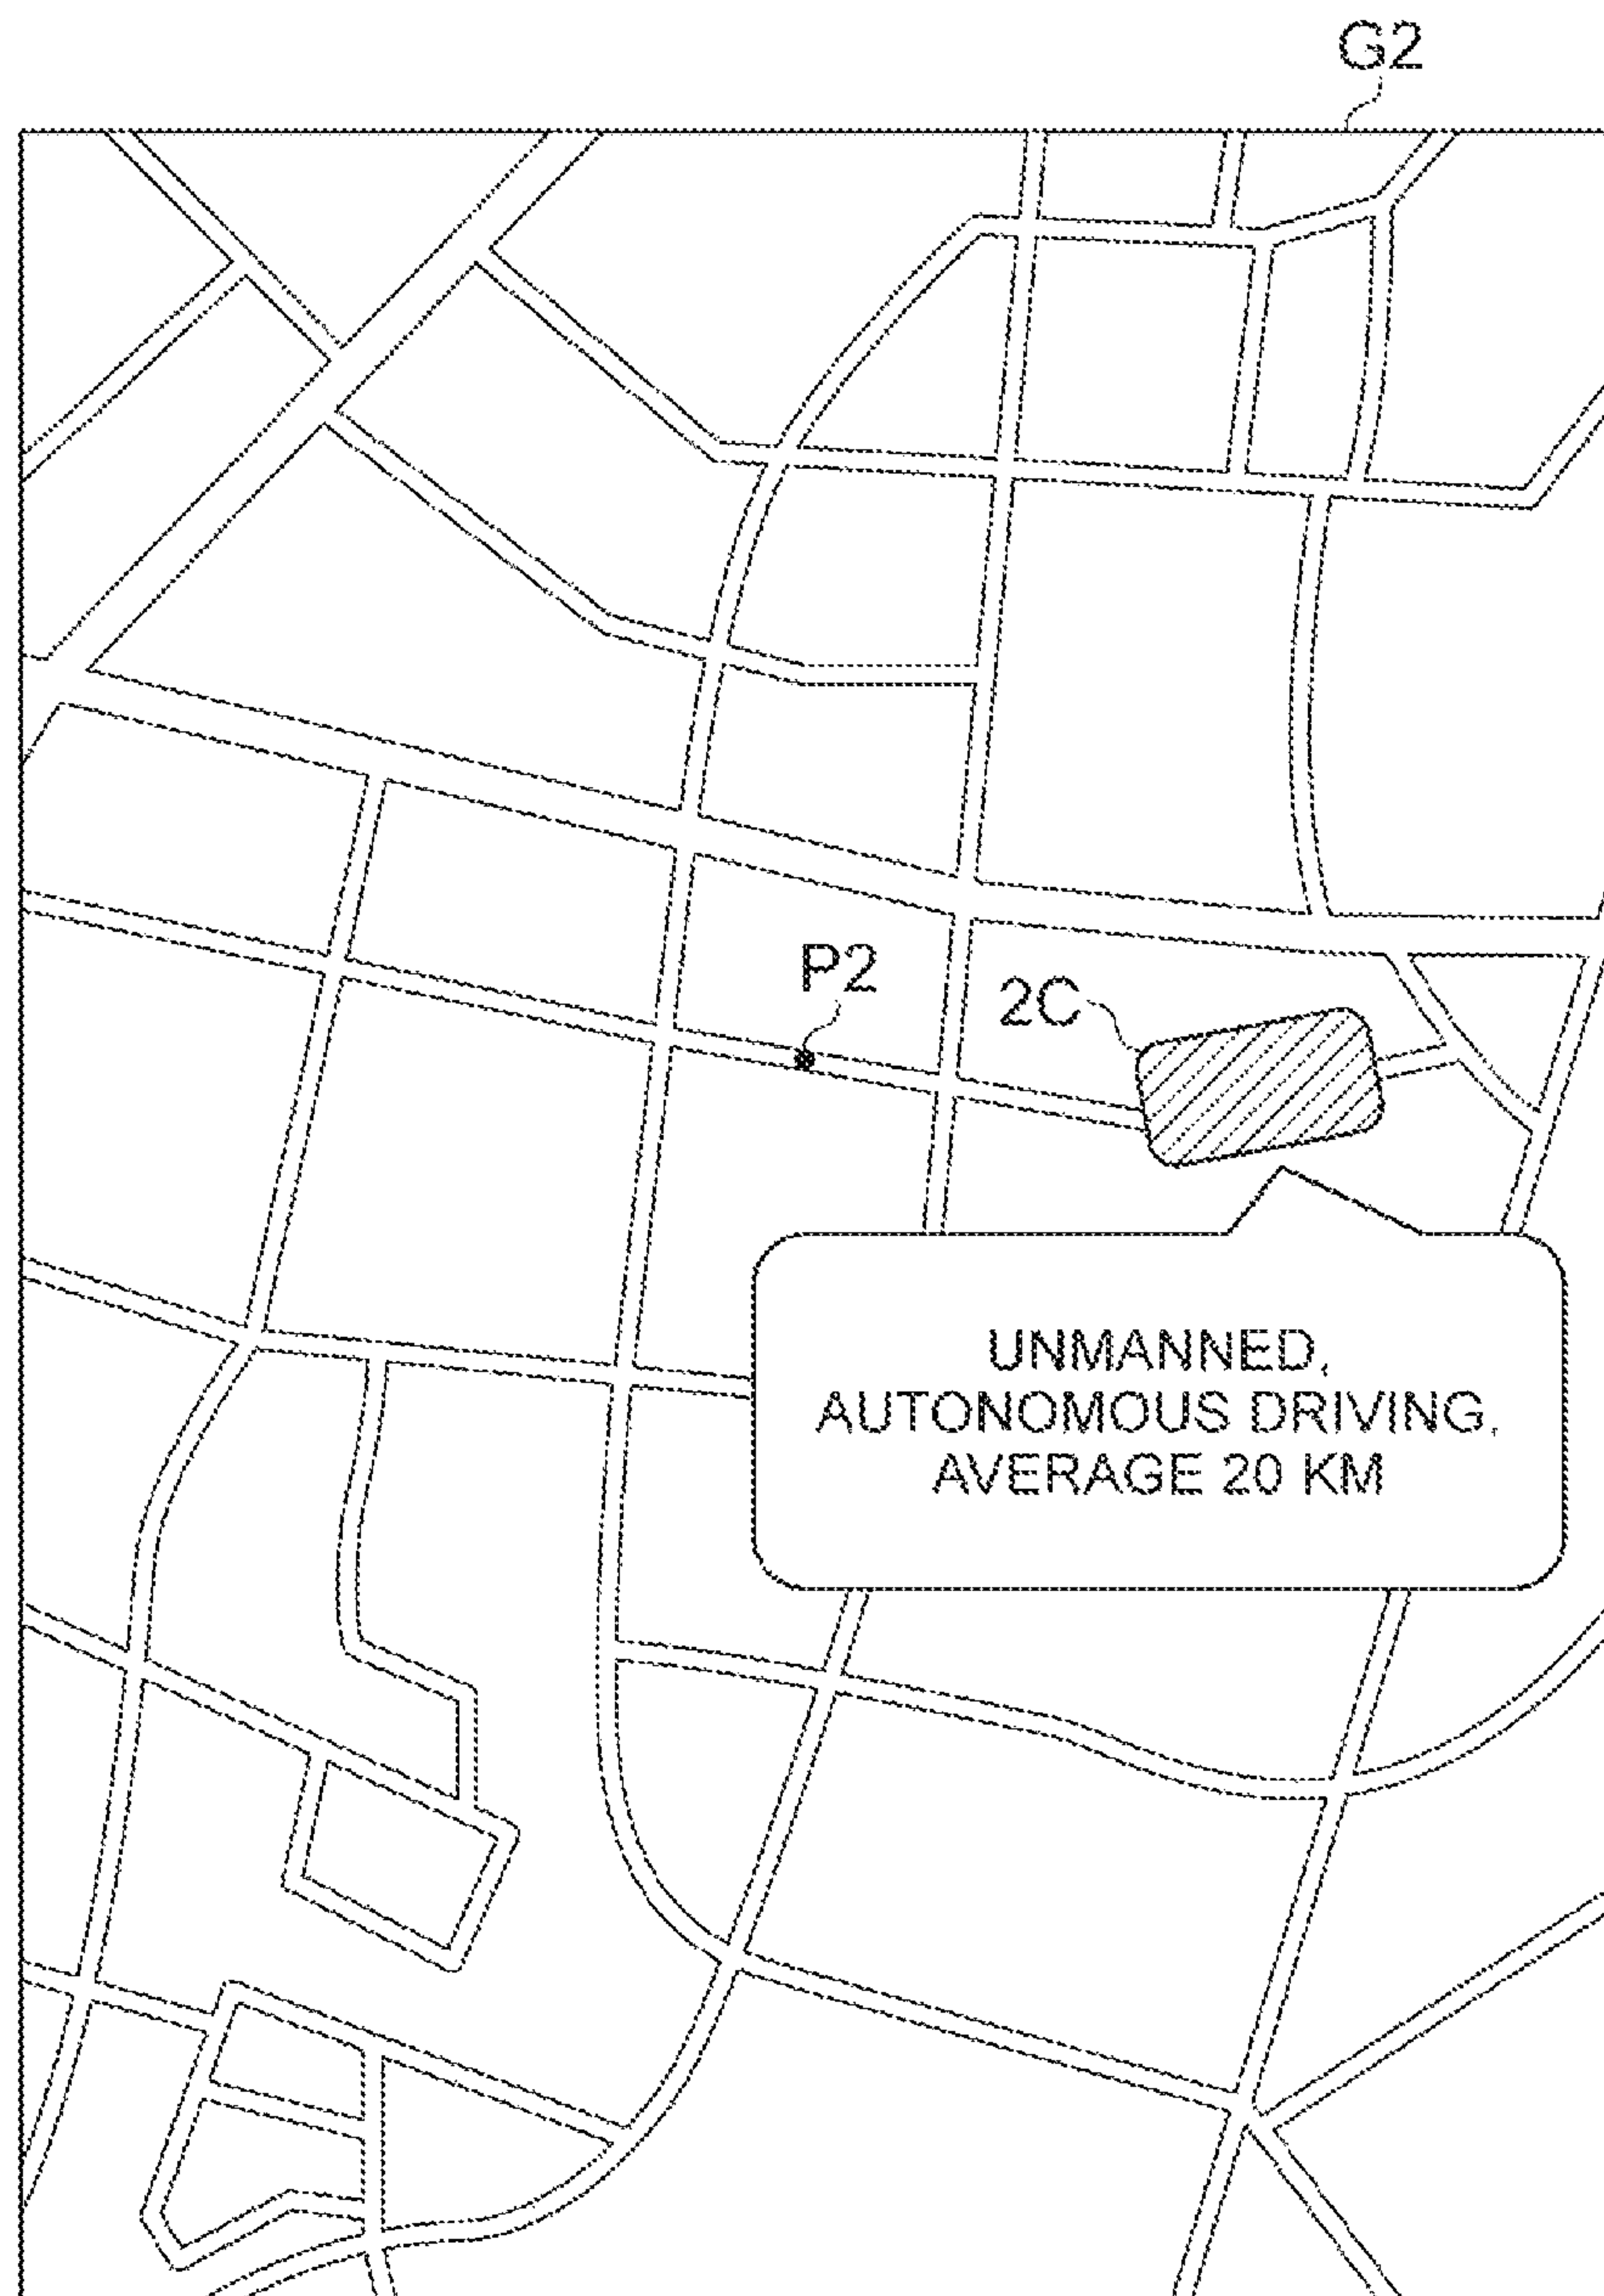 G2
P2
2C
UNMANNED,
AUTONOMOUS DRIVING,
AVERAGE 20 KM